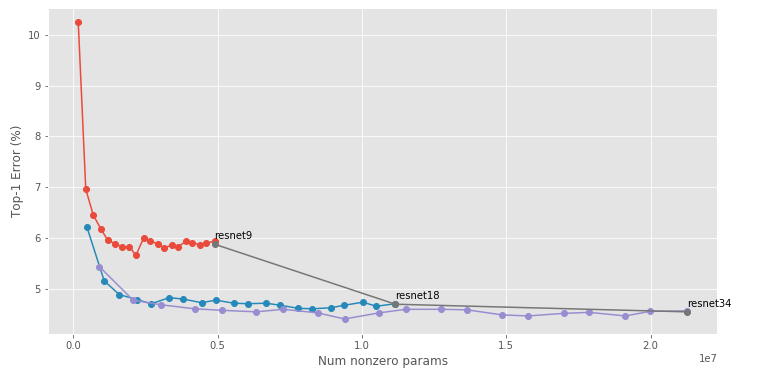 10
9
8
7
6
5
Top-1 Error (%)
resnet9
resnet18
resnet34
0.0
0.5
1.0
1.5
2.0
1e7
Num nonzero params